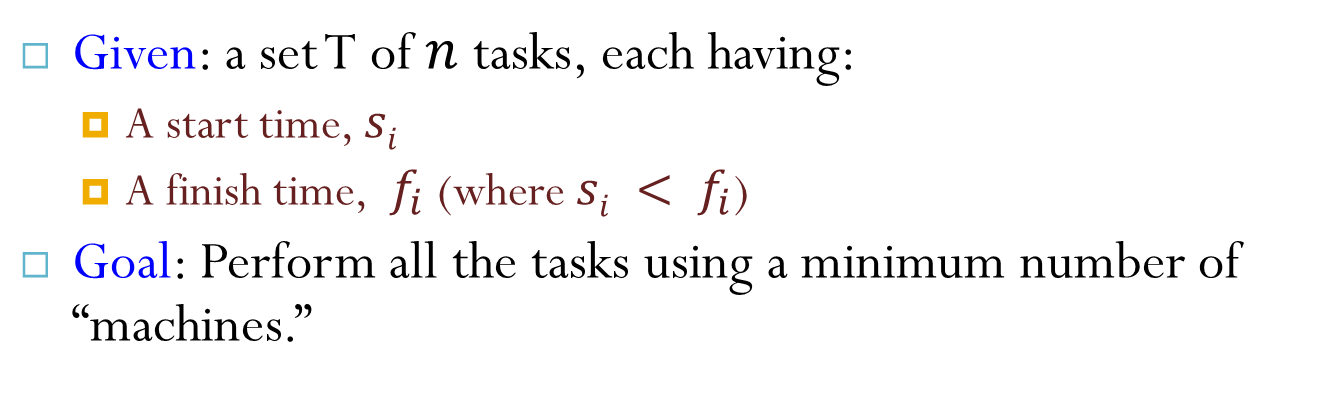 Given: a set T of n tasks, each having:
A start time, sᵢ
A finish time, fᵢ (where sᵢ < fᵢ)
Goal: Perform all the tasks using a minimum number of
“machines.”